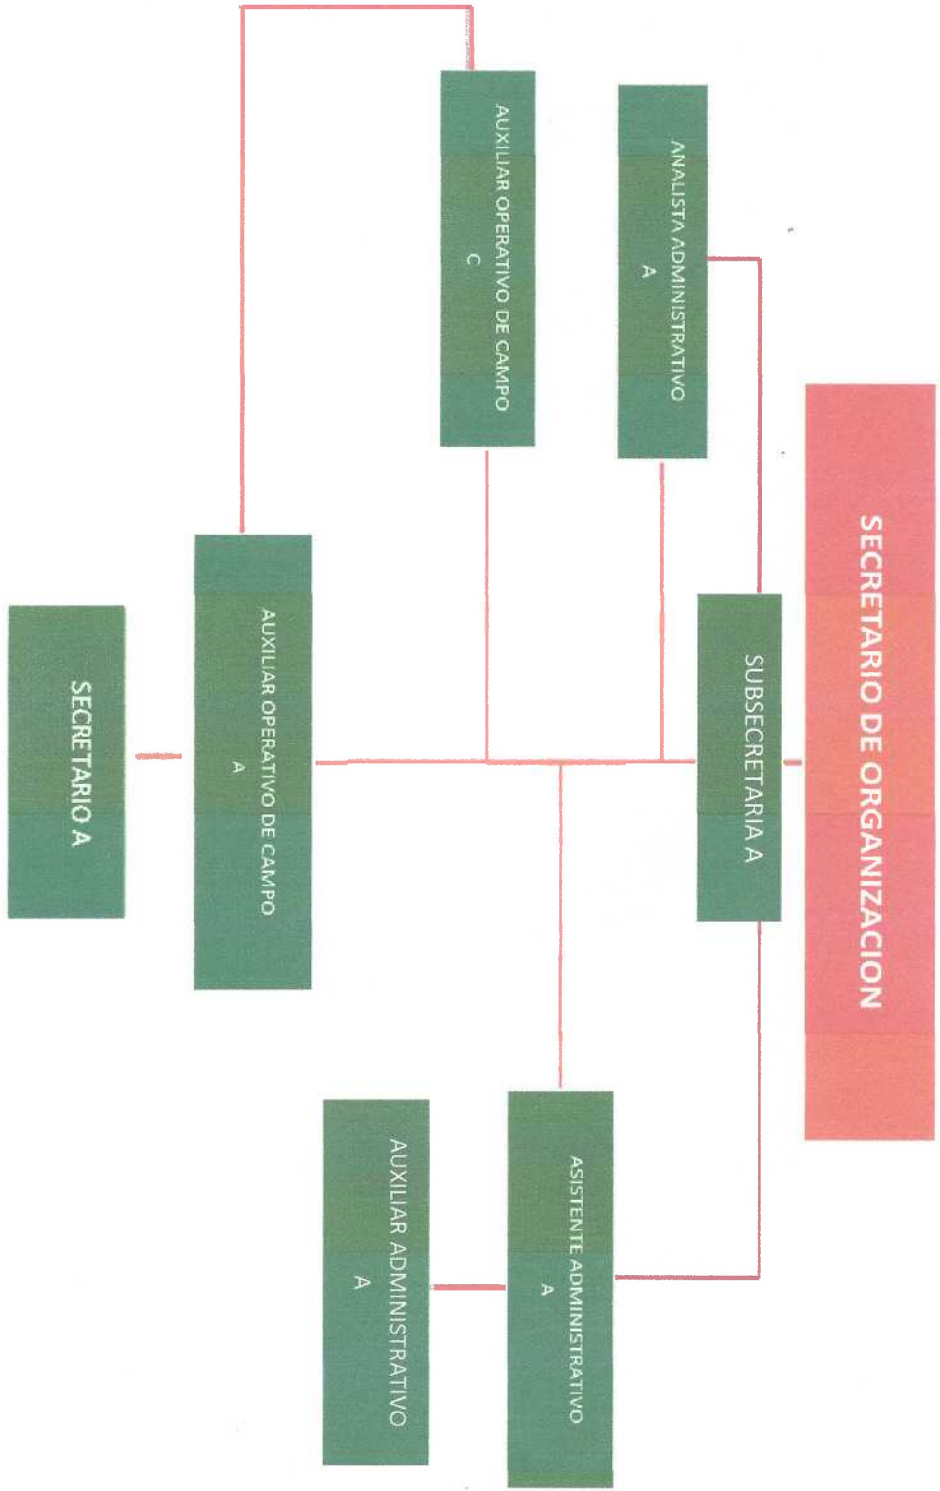 SECRETARIO DE ORGANIZACION
SUBSECRETARIA A
ANALISTA ADMINISTRATIVO
A
AUXILIAR OPERATIVO DE CAMPO
C
ASISTENTE ADMINISTRATIVO
A
AUXILIAR ADMINISTRATIVO
A
AUXILIAR OPERATIVO DE CAMPO
A
SECRETARIO A